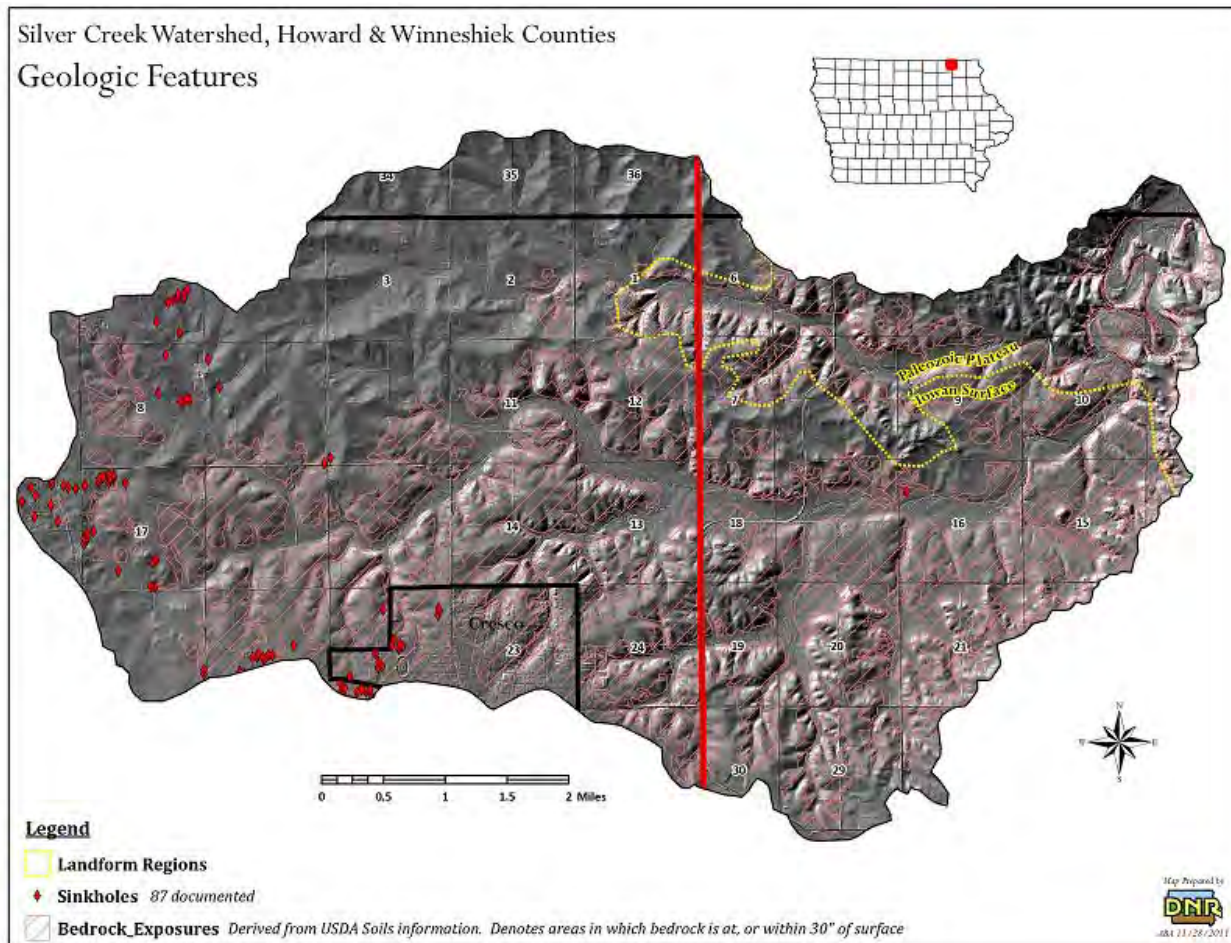 Silver Creek Watershed, Howard & Winneshiek Counties
Geologic Features
34
35
36
3
2
1
6
Paleozoic Plateau
Iowan Surface
8
11
12
7
9
10
17
14
13
18
16
15
Cresco
23
24
19
20
21
30
29
N
E
S
0 0.5 1 1.5 2 Miles
Legend
Landform Regions
Sinkholes 87 documented
Bedrock_Exposures Derived from USDA Soils information. Denotes areas in which bedrock is at, or within 30" of surface
Map Prepared by
DNR